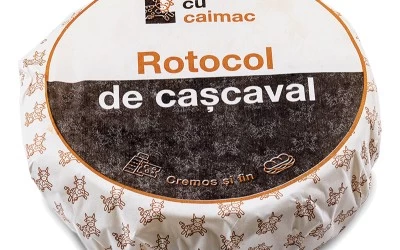 cu
caimac
Rotocol
de cașcaval
Cremos și fin